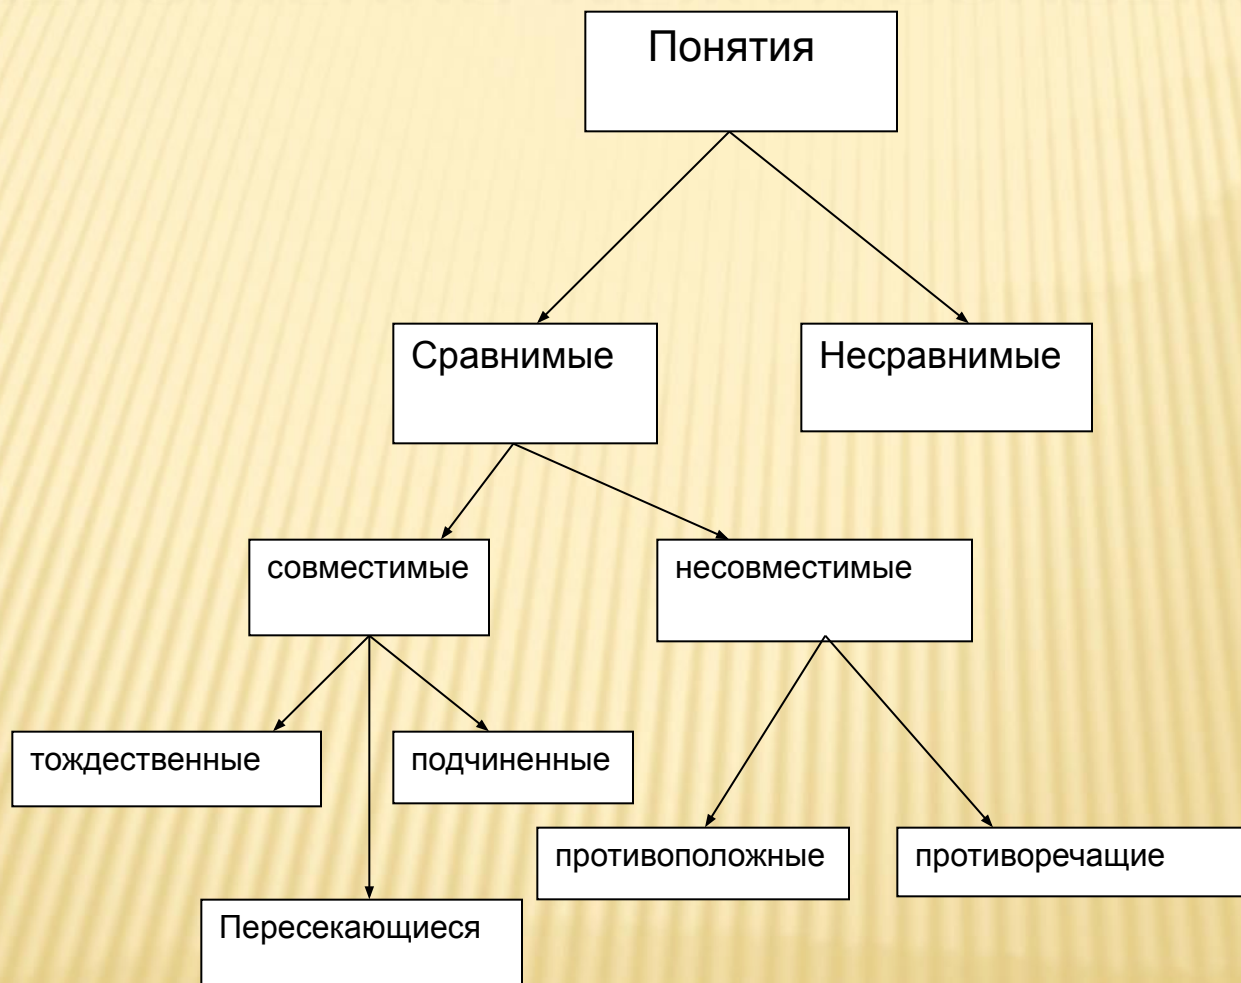 Понятия
Сравнимые
Несравнимые
совместимые
несовместимые
тождественные
подчиненные
противоположные
противоречащие
Пересекающиеся